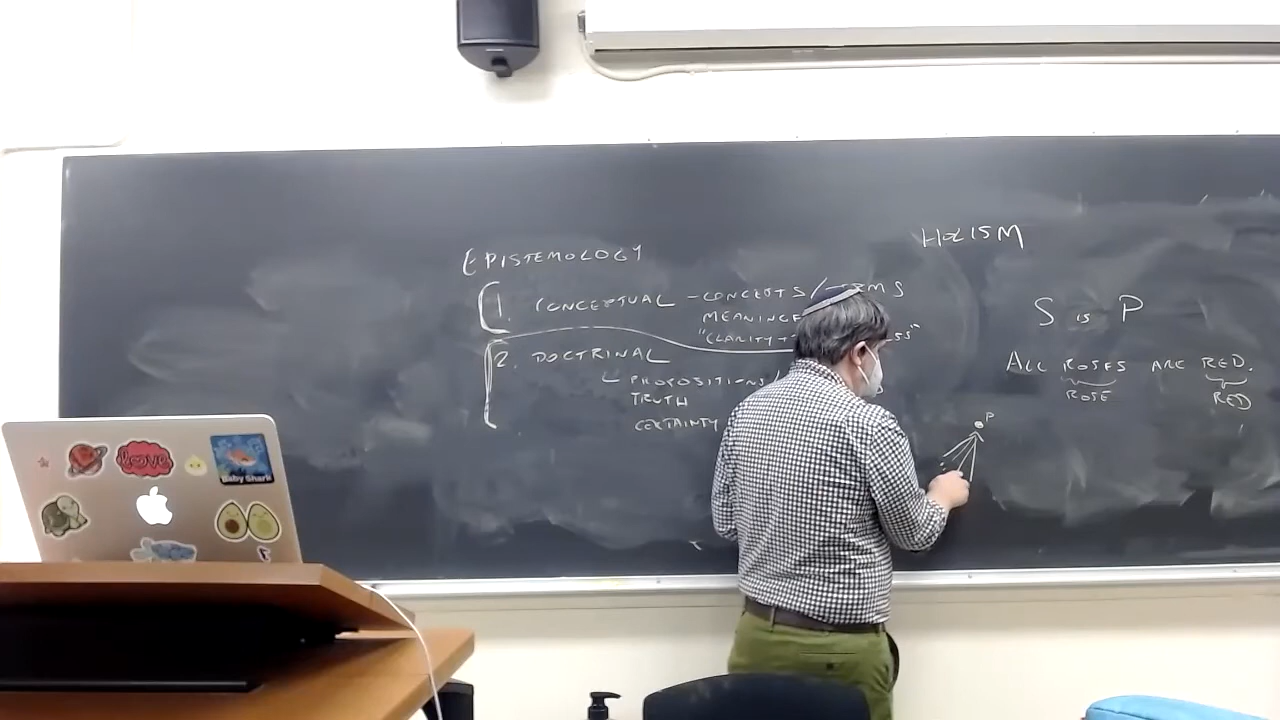 EPISTEMOLOGY
1. CONCEPTUAL - CONCEPTS / TERMS
"CLARITY +
2. DOCTRINAL
PROPOSITIONS /
TRUTH
CERTAINTY
HOLISM
S is P
ALL ROSES ARE RED.
ROSE RED
P
love
Baby Shark